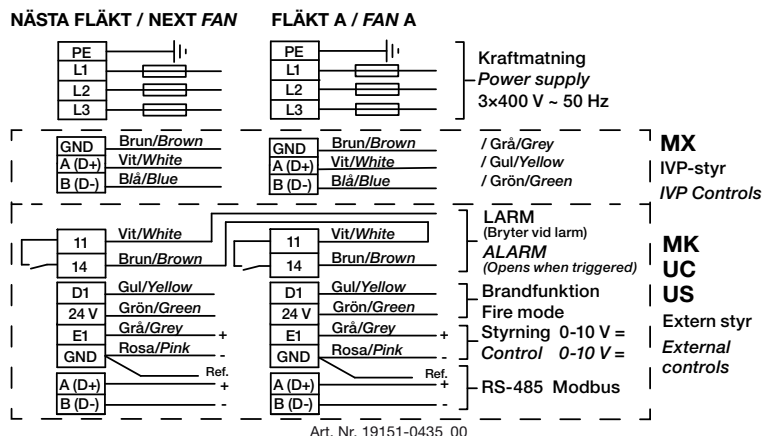 NÄSTA FLÄKT / NEXT FAN
FLÄKT A / FAN A
PE
L1
L2
L3
PE
L1
L2
L3
Kraftmatning
Power supply
3×400 V ~ 50 Hz
GND Brun/Brown
A (D+) Vit/White
B (D-) Blå/Blue
GND Brun/Brown / Grå/Grey
A (D+) Vit/White / Gul/Yellow
B (D-) Blå/Blue / Grön/Green
MX
IVP-styr
IVP Controls
11 Vit/White
14 Brun/Brown
11 Vit/White
14 Brun/Brown
LARM
(Bryter vid larm)
ALARM
(Opens when triggered)
D1 Gul/Yellow
24 V Grön/Green
E1 Grå/Grey +
GND Rosa/Pink -
Ref.
A (D+) +
B (D-) -
D1 Gul/Yellow
24 V Grön/Green
E1 Grå/Grey +
GND Rosa/Pink -
Ref.
A (D+) +
B (D-) -
Brandfunktion
Fire mode
Styrning 0-10 V =
Control 0-10 V =
RS-485 Modbus
MK
UC
US
Extern styr
External
controls
Art. Nr. 19151-0435_00